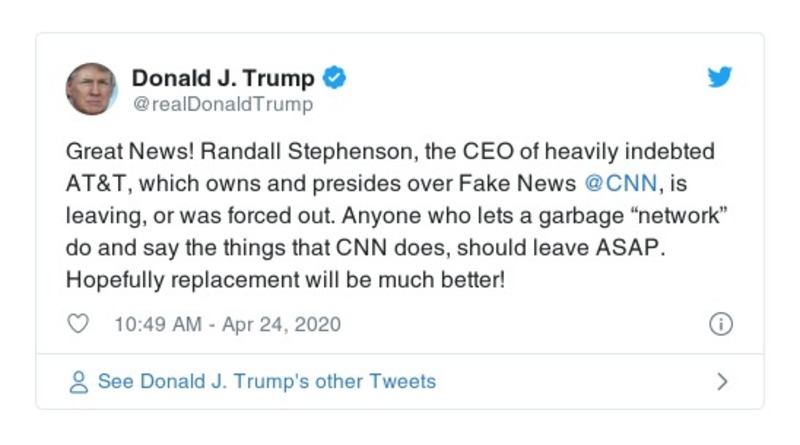 Donald J. Trump
@realDonaldTrump
Great News! Randall Stephenson, the CEO of heavily indebted
AT&T, which owns and presides over Fake News @CNN, is
leaving, or was forced out. Anyone who lets a garbage “network”
do and say the things that CNN does, should leave ASAP.
Hopefully replacement will be much better!
10:49 AM - Apr 24, 2020
See Donald J. Trump's other Tweets